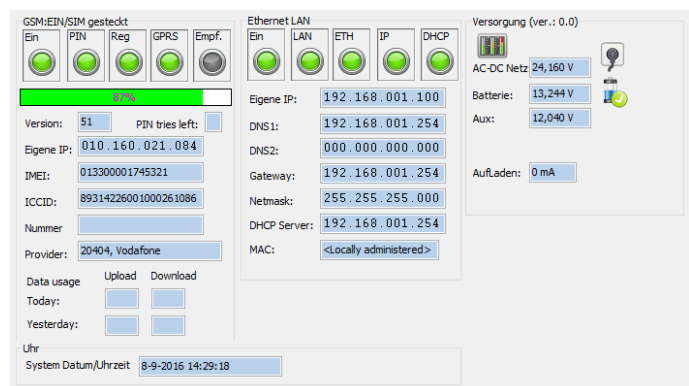 GSM:EIN/SIM gesteckt
Ein PIN Reg GPRS Empf.
87%
Version: 51 PIN tries left:
Eigene IP: 010.160.021.084
IMEI: 013300001745321
ICCID: 89314226001000261086
Nummer
Provider: 20404, Vodafone
Data usage Upload Download
Today:
Yesterday:
Ethernet LAN
Ein LAN ETH IP DHCP
Eigene IP: 192.168.001.100
DNS1: 192.168.001.254
DNS2: 000.000.000.000
Gateway: 192.168.001.254
Netmask: 255.255.255.000
DHCP Server: 192.168.001.254
MAC: <Locally administered>
Versorgung (ver.: 0.0)
AC-DC Netz 24,160 V
Batterie: 13,244 V
Aux: 12,040 V
AufLaden: 0 mA
Uhr
System Datum/Uhrzeit 8-9-2016 14:29:18